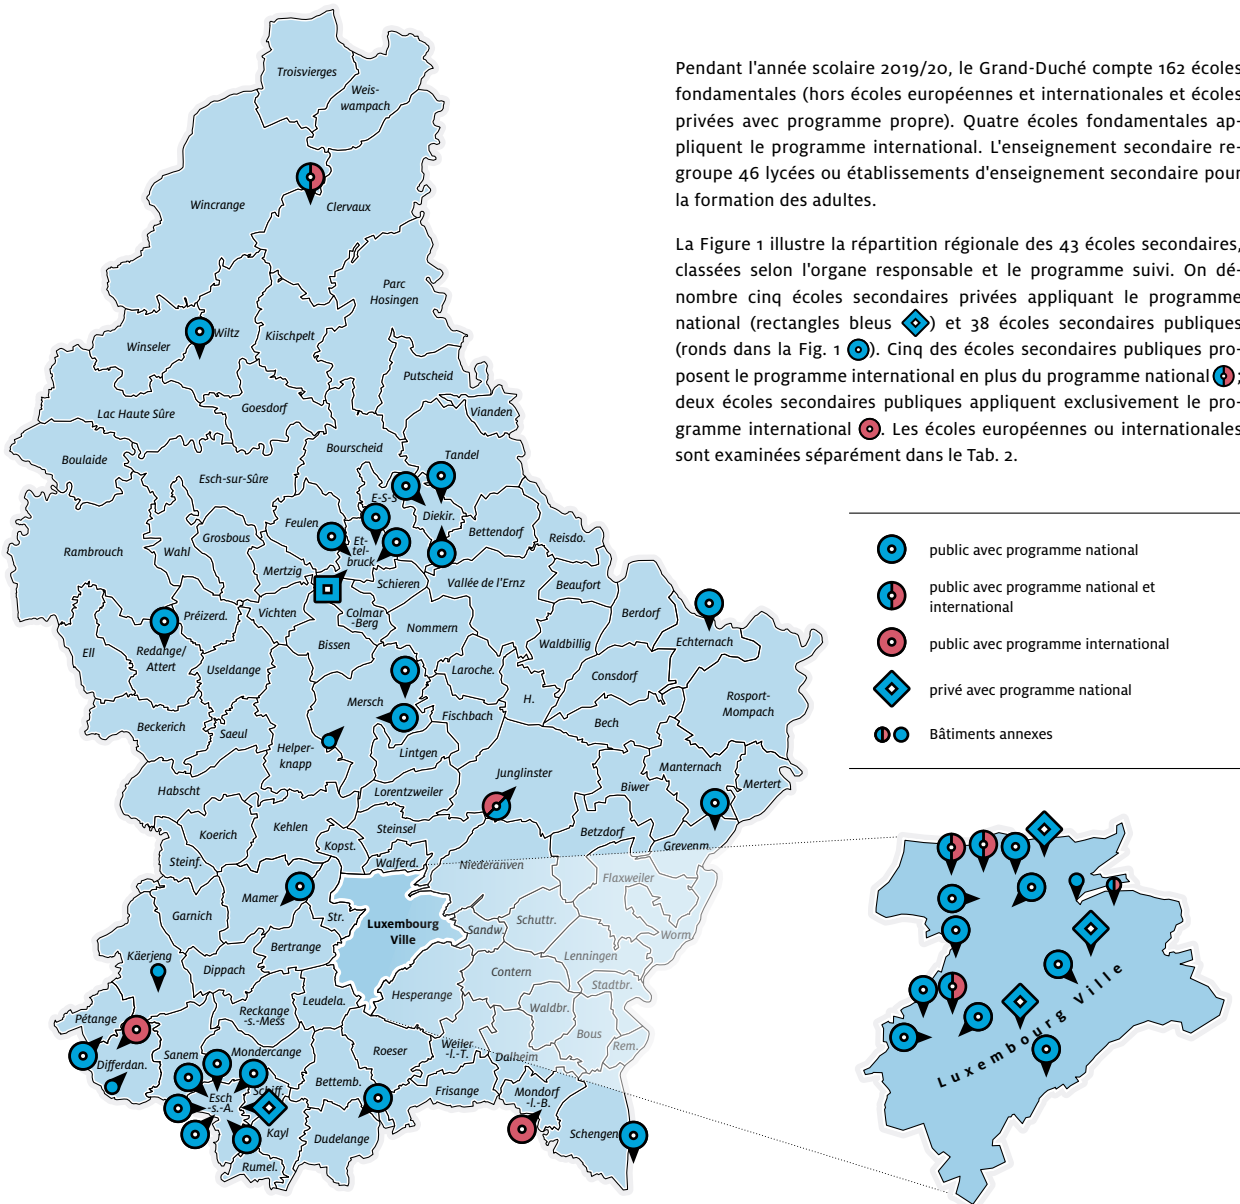 Pendant l'année scolaire 2019/20, le Grand-Duché compte 162 écoles
fondamentales (hors écoles européennes et internationales et écoles
privées avec programme propre). Quatre écoles fondamentales ap-
pliquent le programme international. L'enseignement secondaire re-
groupe 46 lycées ou établissements d'enseignement secondaire pour
la formation des adultes.
La Figure 1 illustre la répartition régionale des 43 écoles secondaires,
classées selon l'organe responsable et le programme suivi. On dé-
nombre cinq écoles secondaires privées appliquant le programme
national (rectangles bleus ) et 38 écoles secondaires publiques
(ronds dans la Fig. 1 ). Cinq des écoles secondaires publiques pro-
posent le programme international en plus du programme national ;
deux écoles secondaires publiques appliquent exclusivement le pro-
gramme international . Les écoles européennes ou internationales
sont examinées séparément dans le Tab. 2.
public avec programme national
public avec programme national et
international
public avec programme international
privé avec programme national
Bâtiments annexes
Troisvierges
Weis-
wampach
Wincrange
Clervaux
Parc
Hosingen
Winseler
Wiltz
Kiischpelt
Putscheid
Lac Haute Sûre
Goesdorf
Vianden
Boulaide
Bourscheid
Tandel
Esch-sur-Sûre
E-S-S
Diekir.
Feulen
Et-
tel-
bruck
Bettendorf
Reisdo.
Rambrouch
Wahl
Grosbous
Mertzig
Schieren
Vallée de l'Ernz
Beaufort
Préizerd.
Vichten
Colmar
-Berg
Nommern
Berdorf
Echternach
Ell
Redange/
Attert
Useldange
Bissen
Waldbillig
Laroche.
Consdorf
Mersch
H.
Rosport-
Mompach
Beckerich
Saeul
Fischbach
Bech
Helper-
knapp
Lintgen
Junglinster
Manternach
Mertert
Habscht
Lorentzweiler
Biwer
Koerich
Kehlen
Steinsel
Betzdorf
Kopst.
Grevenm.
Steinf.
Walferd.
Niederanven
Flaxweiler
Mamer
Garnich
Str.
Luxembourg
Ville
Sandw.
Schuttr.
Worm.
Bertrange
Käerjeng
Dippach
Lenningen
Contern
Stadtbr.
Leudela.
Hesperange
Reckange
-s.-Mess
Waldbr.
Pétange
Bous
Rem.
Sanem
Mondercange
Roeser
Weiler
-l.-T.
Dalheim
Differdan.
Bettemb.
Frisange
Mondorf
-l.-B.
Schiff.
Esch
-s.-A.
Kayl
Dudelange
Schengen
Rumel.
Luxembourg Ville